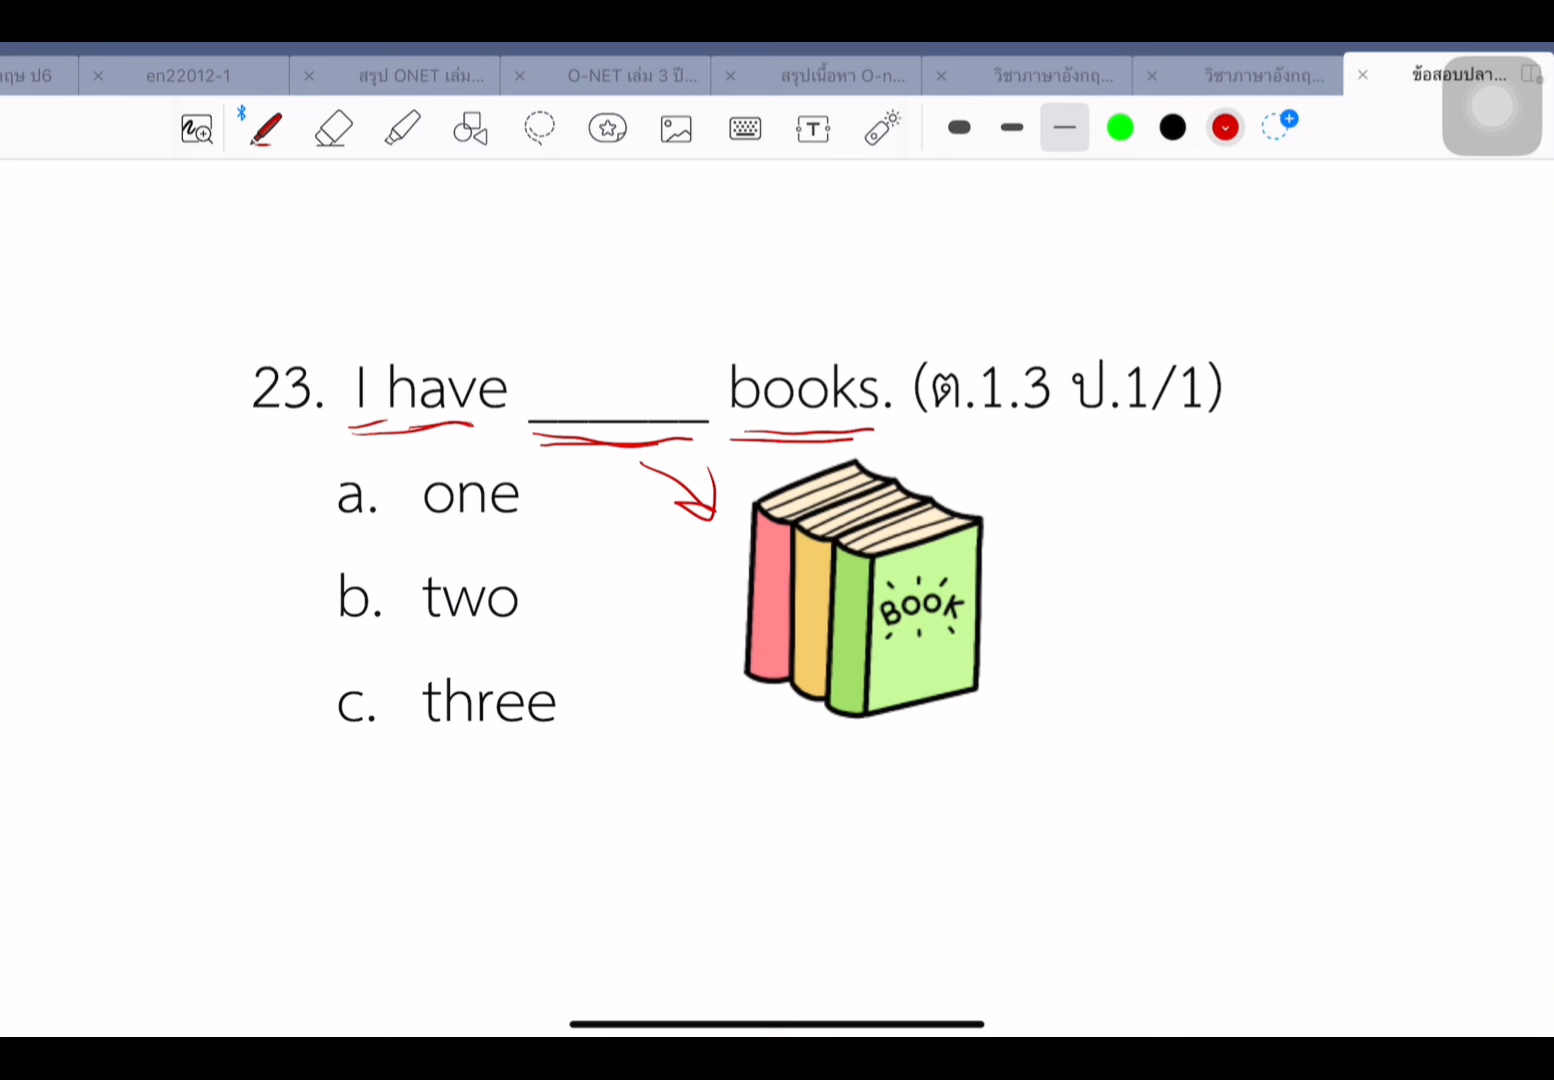 กฤษ ป6
en22012-1
สรุป ONET เล่ม...
O-NET เล่ม 3 ปี...
สรุปเนื้อหา O-n...
วิชาภาษาอังกฤ...
วิชาภาษาอังกฤ...
ข้อสอบปลา...
23. I have ______ books. (ต.1.3 ป.1/1)
a. one
b. two
c. three
BOOK